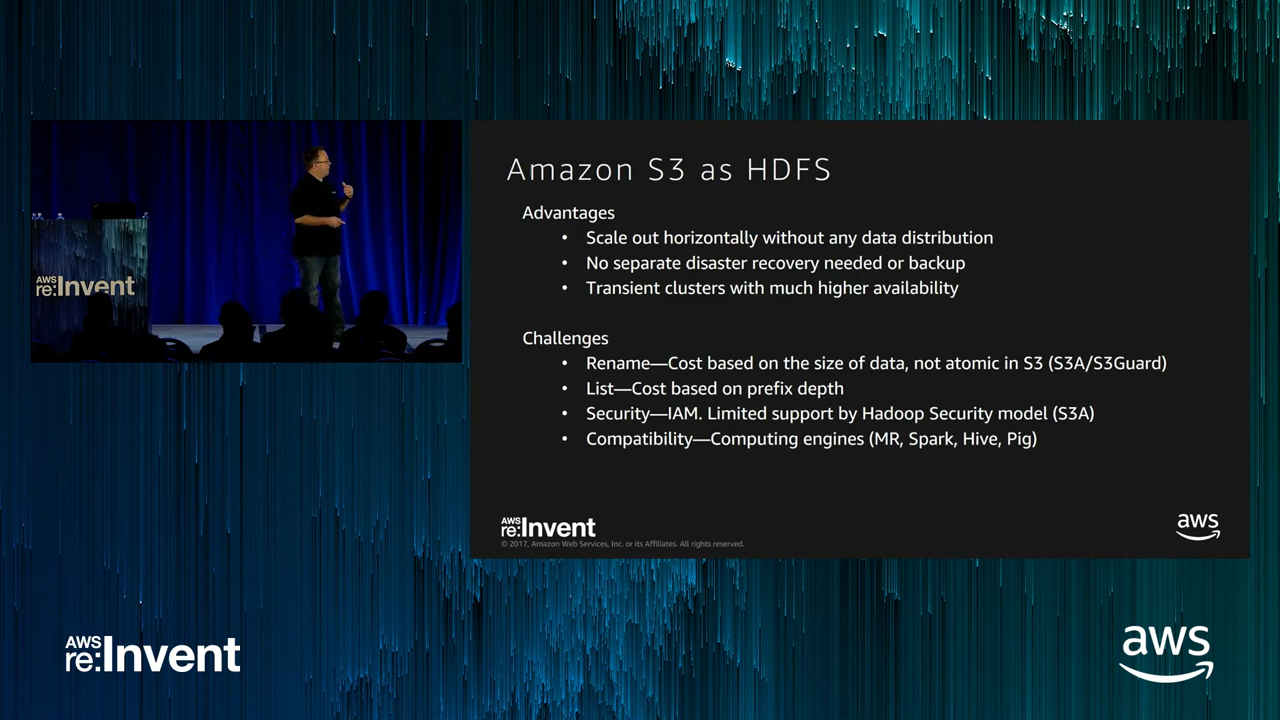 AWS
re:Invent
Amazon S3 as HDFS
Advantages
• Scale out horizontally without any data distribution
• No separate disaster recovery needed or backup
• Transient clusters with much higher availability
Challenges
• Rename—Cost based on the size of data, not atomic in S3 (S3A/S3Guard)
• List—Cost based on prefix depth
• Security—IAM. Limited support by Hadoop Security model (S3A)
• Compatibility—Computing engines (MR, Spark, Hive, Pig)
AWS
re:Invent
© 2017, Amazon Web Services, Inc. or its Affiliates. All rights reserved.
aws
AWS
re:Invent
aws